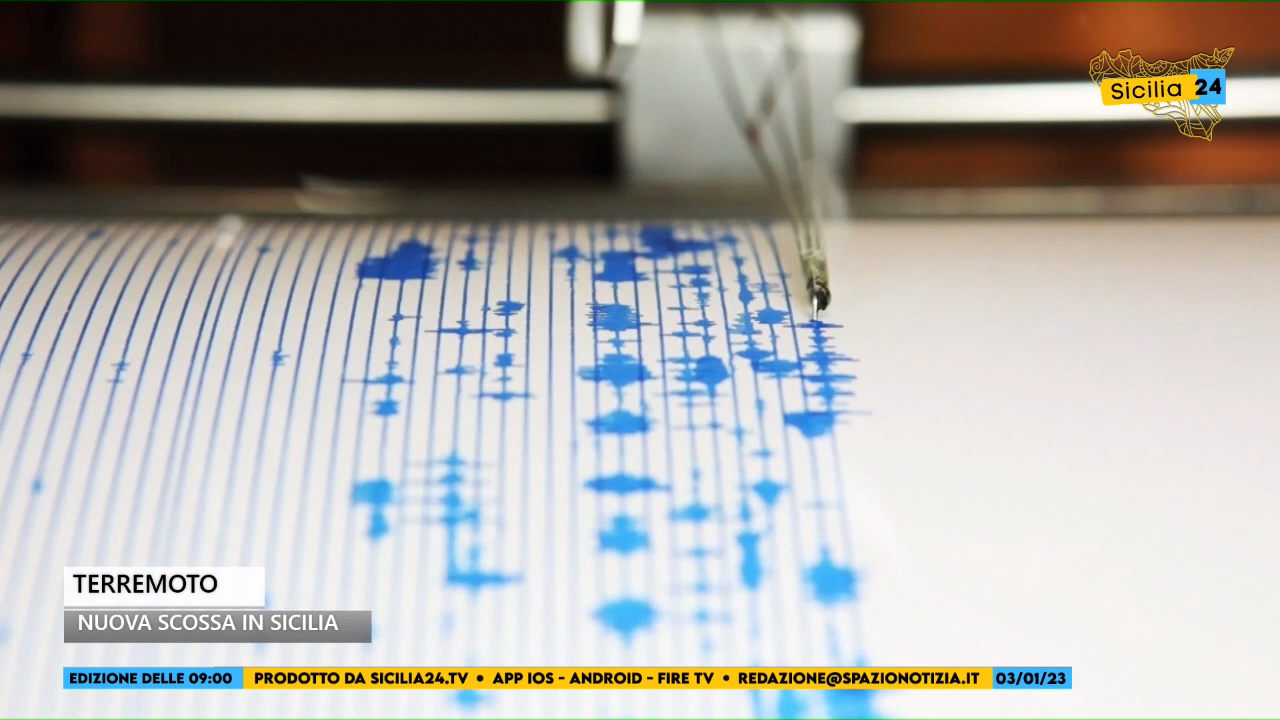 Sicilia 24
TERREMOTO
NUOVA SCOSSA IN SICILIA
EDIZIONE DELLE 09:00 PRODOTTO DA SICILIA24.TV • APP IOS - ANDROID - FIRE TV • REDAZIONE@SPAZIONOTIZIA.IT 03/01/23